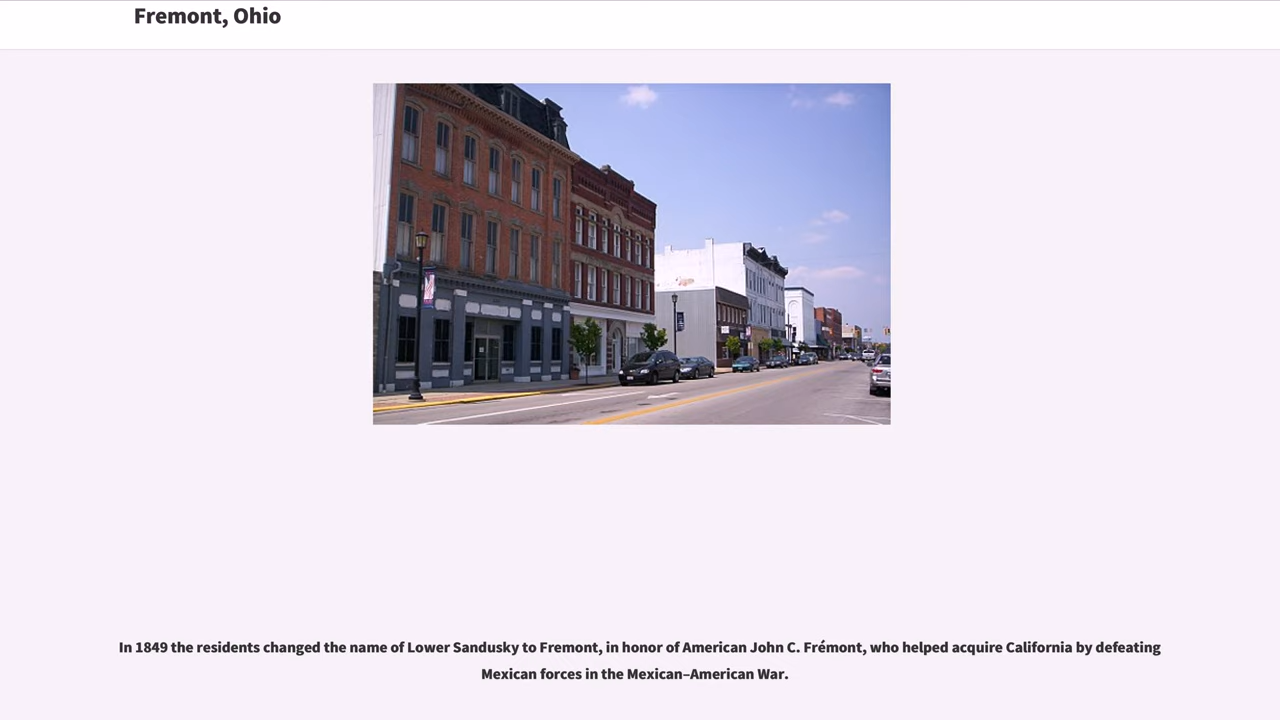 Fremont, Ohio
In 1849 the residents changed the name of Lower Sandusky to Fremont, in honor of American John C. Frémont, who helped acquire California by defeating
Mexican forces in the Mexican–American War.